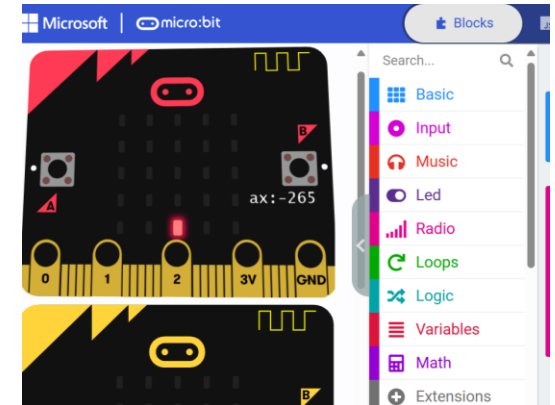 Microsoft
micro:bit
Blocks
JS
Search...
Basic
Input
Music
Led
Radio
Loops
Logic
Variables
Math
Extensions
B
A
ax:-265
0 1 2 3V GND
B